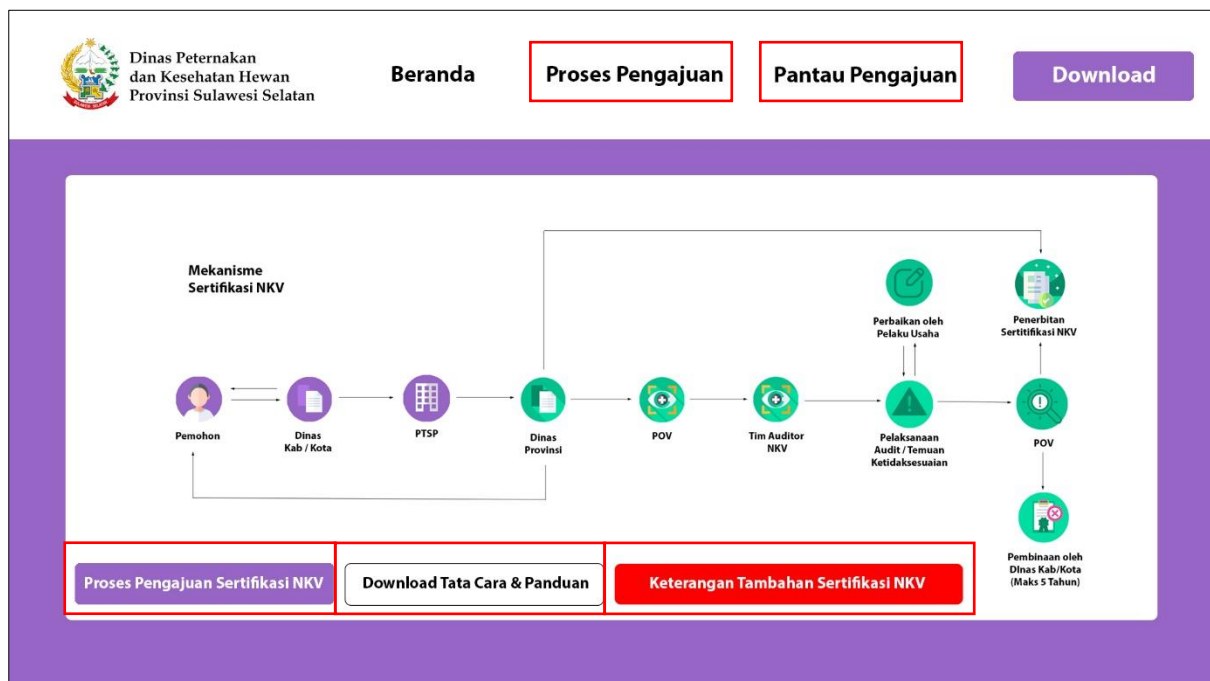 Dinas Peternakan
dan Kesehatan Hewan
Provinsi Sulawesi Selatan
Beranda
Proses Pengajuan
Pantau Pengajuan
Download
Mekanisme
Sertifikasi NKV
Perbaikan oleh
Pelaku Usaha
Penerbitan
Sertitifikasi NKV
Pemohon
Dinas
Kab / Kota
PTSP
Dinas
Provinsi
POV
Tim Auditor
NKV
Pelaksanaan
Audit / Temuan
Ketidaksesuaian
POV
Pembinaan oleh
DInas Kab/Kota
(Maks 5 Tahun)
Proses Pengajuan Sertifikasi NKV
Download Tata Cara & Panduan
Keterangan Tambahan Sertifikasi NKV